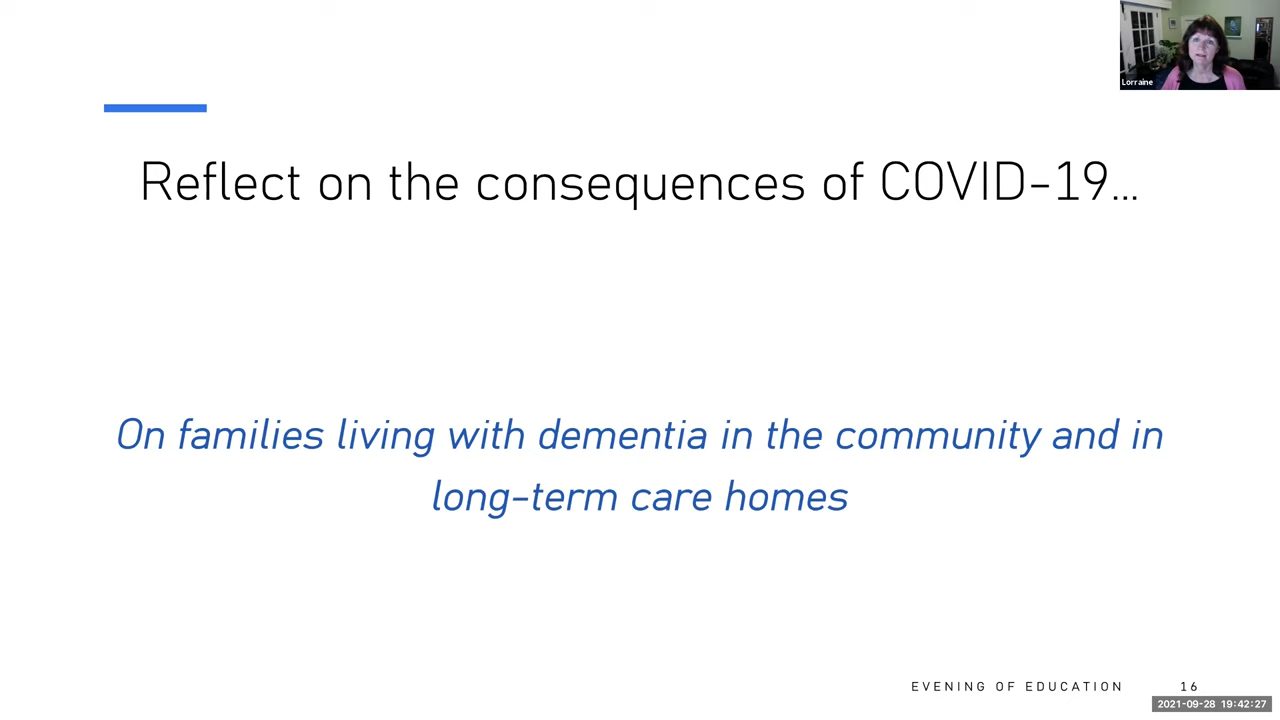 Lorraine
Reflect on the consequences of COVID-19...
On families living with dementia in the community and in
long-term care homes
EVENING OF EDUCATION 16
2021-09-28 19:42:27